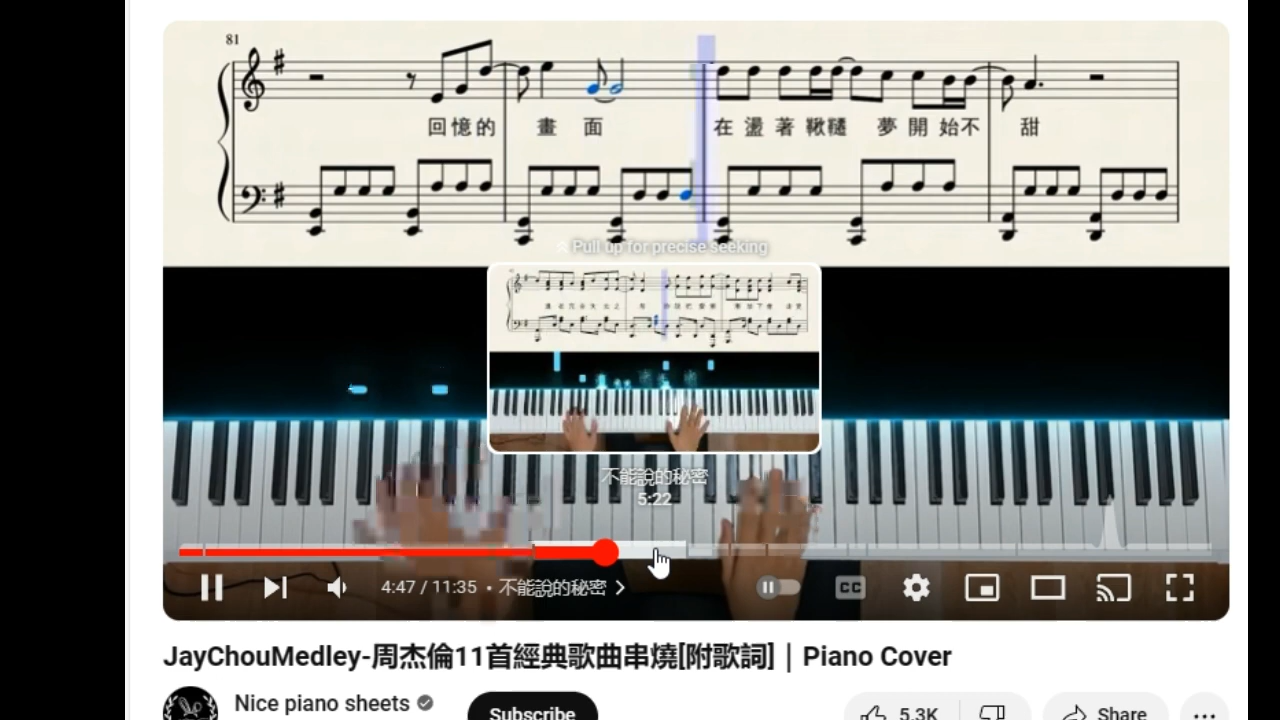 81
回憶的 畫 面 在 盪 著 鞦韆 夢 開 始不 甜
Pull up for precise seeking
不能說的秘密
5:22
4:47 / 11:35 • 不能說的秘密
CC
JayChouMedley-周杰倫11首經典歌曲串燒[附歌詞]｜Piano Cover
Nice piano sheets
Subscribe
5.3K
Share